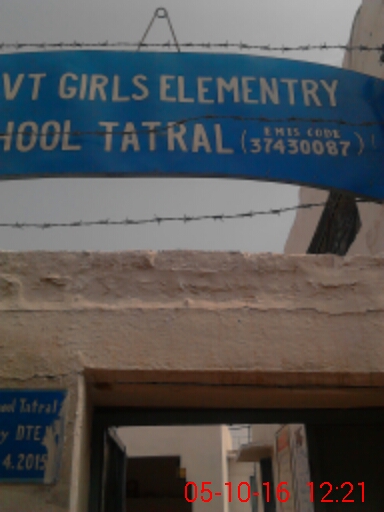 VT GIRLS ELEMENTRY
HOOL TATRAL (EMIS CODE 37430087)
ool Tatral
y DTE
4.2015
05-10-16 12:21